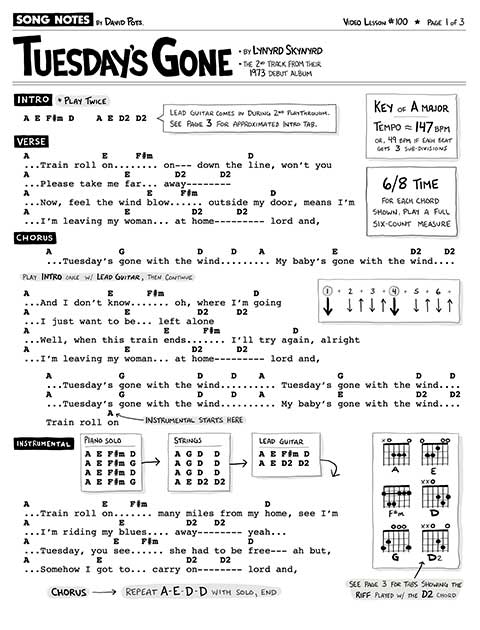 SONG NOTES BY DAVID POTS. VIDEO LESSON #100 ★ PAGE 1 OF 3
TUESDAY'S GONE
• BY LYNYRD SKYNYRD
• THE 2ND TRACK FROM THEIR
1973 DEBUT ALBUM
INTRO * PLAY TWICE
A E F#m D A E D2 D2
LEAD GUITAR COMES IN DURING 2ND PLAYTHROUGH.
SEE PAGE 3 FOR APPROXIMATED INTRO TAB.
KEY OF A MAJOR
TEMPO ≈ 147 BPM
OR, 49 BPM IF EACH BEAT
GETS 3 SUB-DIVISIONS
6/8 TIME
FOR EACH CHORD
SHOWN, PLAY A FULL
SIX-COUNT MEASURE
VERSE
A E F#m D
...Train roll on........ on--- down the line, won't you
A E D2 D2
...Please take me far... away--------
A E F#m D
...Now, feel the wind blow...... outside my door, means I'm
A E D2 D2
...I'm leaving my woman... at home--------- lord and,
CHORUS
A G D D A E D2 D2
...Tuesday's gone with the wind.......... My baby's gone with the wind....
PLAY INTRO ONCE W/ LEAD GUITAR, THEN CONTINUE
1 + 2 + 3 + 4 + 5 + 6 +
A E F#m D
...And I don't know....... oh, where I'm going
A E D2 D2
...I just want to be... left alone
A E F#m D
...Well, when this train ends....... I'll try again, alright
A E D2 D2
...I'm leaving my woman... at home--------- lord and,
A G D D A G D D
...Tuesday's gone with the wind.......... Tuesday's gone with the wind....
A G D D A E D2 D2
...Tuesday's gone with the wind.......... My baby's gone with the wind....
A
Train roll on INSTRUMENTAL STARTS HERE
INSTRUMENTAL
PIANO SOLO
A E F#m D
A E F#m G
A E F#m D
A E F#m G
STRINGS
A G D D
A G D D
A G D D
A E D2 D2
LEAD GUITAR
A E F#m D
A E D2 D2
A E
F#m D
G D2
SEE PAGE 3 FOR TABS SHOWING THE
RIFF PLAYED W/ THE D2 CHORD
A E F#m D
...Train roll on....... many miles from my home, see I'm
A E D2 D2
...I'm riding my blues.... away-------- yeah...
A E F#m D
...Tuesday, you see...... she had to be free--- ah but,
A E D2 D2
...Somehow I got to... carry on--------- lord and,
CHORUS → REPEAT A-E-D-D WITH SOLO, END